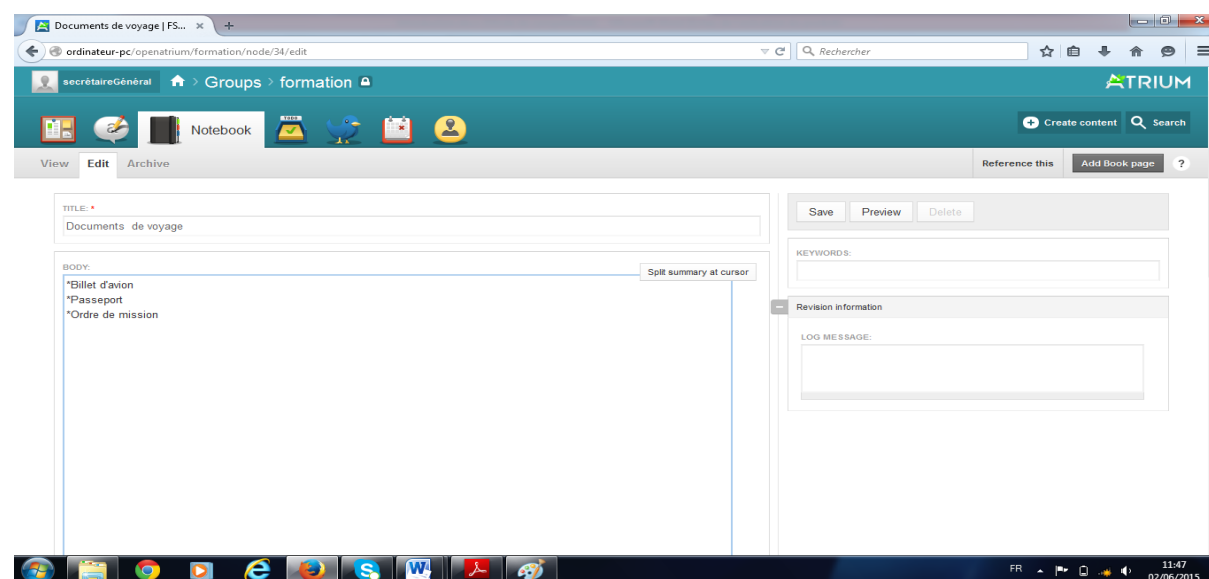 Documents de voyage | FS...
ordinateur-pc/openatrium/formation/node/34/edit
Rechercher
secrétaireGénéral > Groups > formation
ATRIUM
Notebook
TODO
Create content
Search
View Edit Archive
Reference this
Add Book page
?
TITLE: *
Documents de voyage
BODY:
Split summary at cursor
*Billet d'avion
*Passeport
*Ordre de mission
Save Preview Delete
KEYWORDS:
Revision information
LOG MESSAGE:
FR
11:47
02/06/2015